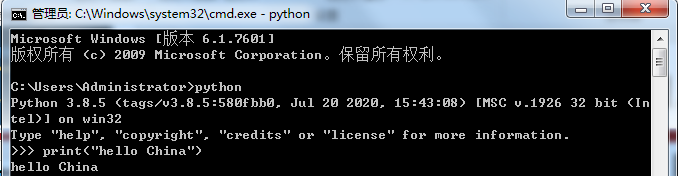 管理员: C:\Windows\system32\cmd.exe - python
Microsoft Windows [版本 6.1.7601]
版权所有 (c) 2009 Microsoft Corporation。保留所有权利。
C:\Users\Administrator>python
Python 3.8.5 (tags/v3.8.5:580fbb0, Jul 20 2020, 15:43:08) [MSC v.1926 32 bit (In
tel)] on win32
Type "help", "copyright", "credits" or "license" for more information.
>>> print("hello China")
hello China